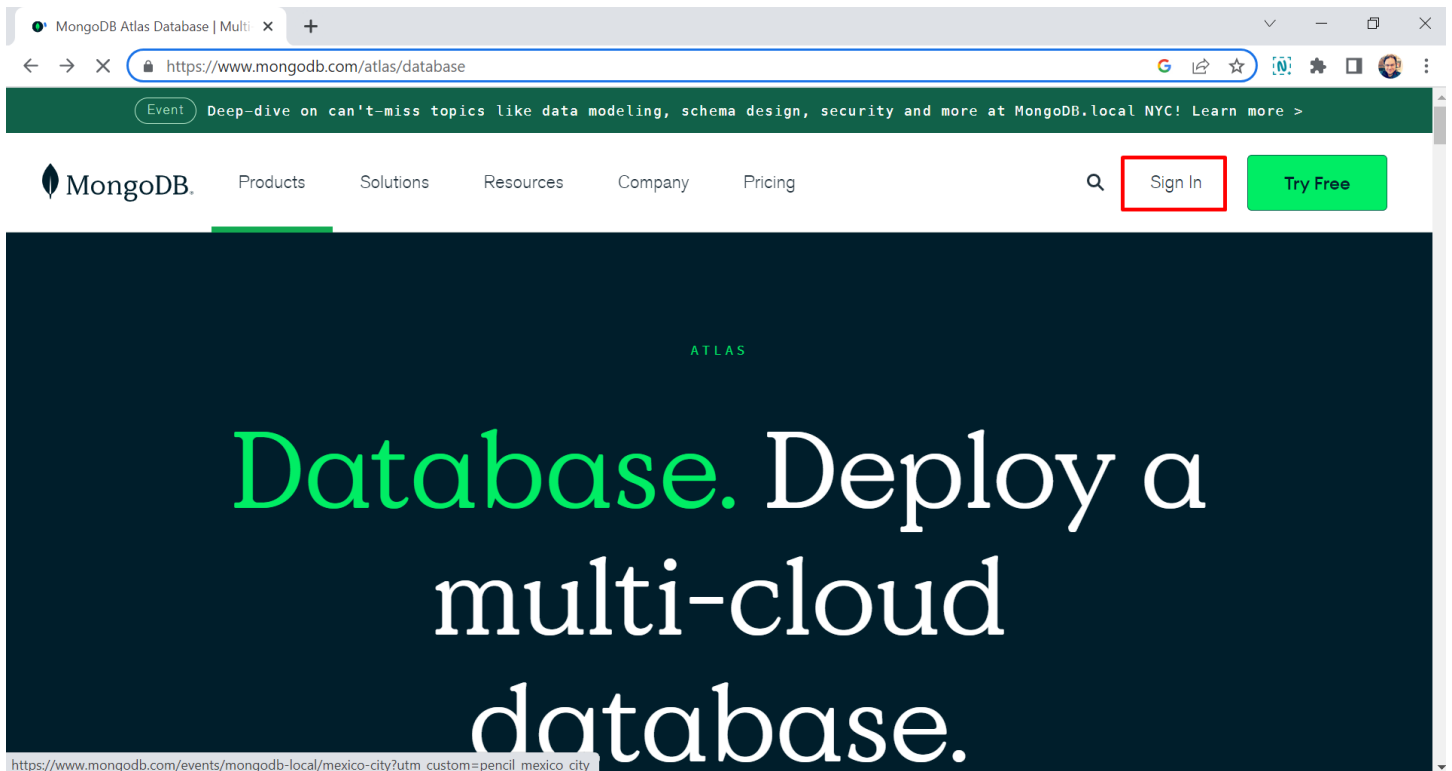 MongoDB Atlas Database | Multi
https://www.mongodb.com/atlas/database
Event Deep-dive on can't-miss topics like data modeling, schema design, security and more at MongoDB.local NYC! Learn more >
MongoDB. Products Solutions Resources Company Pricing Sign In Try Free
ATLAS
Database. Deploy a
multi-cloud
database.
https://www.mongodb.com/events/mongodb-local/mexico-city?utm_custom=pencil_mexico_city